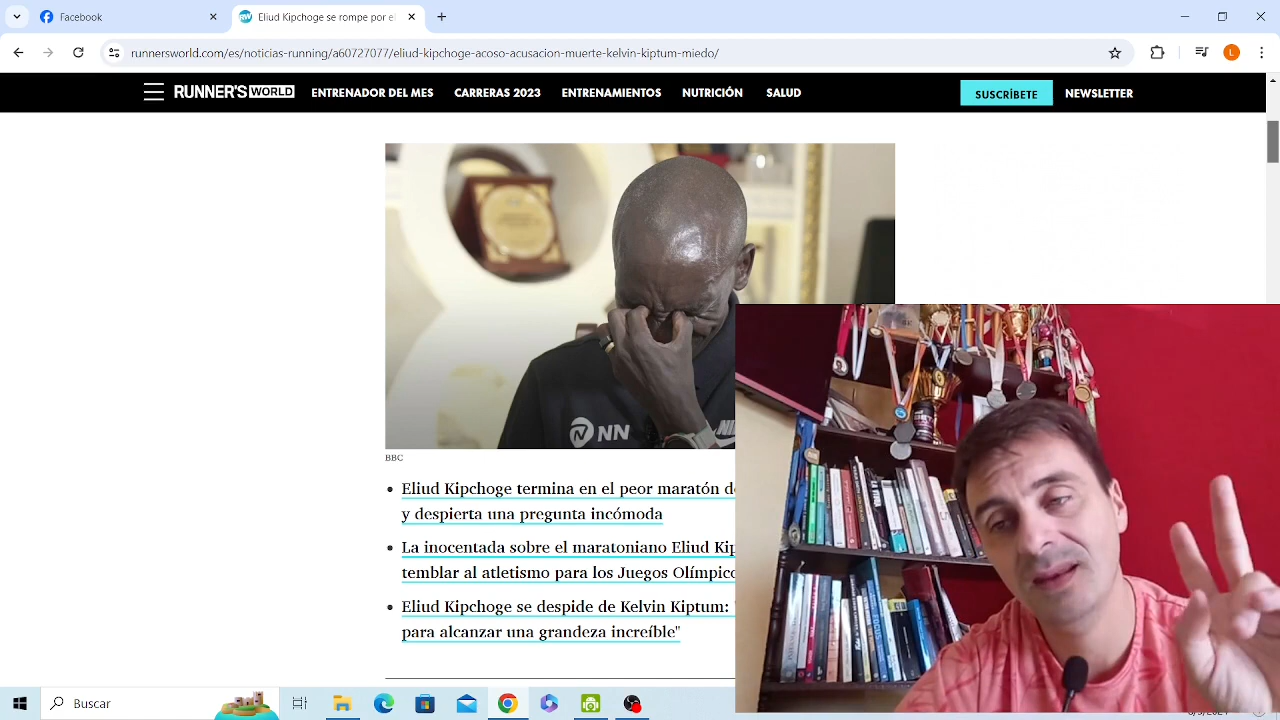 Facebook
Eliud Kipchoge se rompe el
runnersworld.com/es/noticias-running/a60727077/eliud-kipchoge-acoso-acusacion-muerte-kelvin-kiptum-miedo/
L
RUNNER'S WORLD
ENTRENADOR DEL MES
CARRERAS 2023
ENTRENAMIENTOS
NUTRICIÓN
SALUD
SUSCRÍBETE
NEWSLETTER
NN
BBC
Eliud Kipchoge termina en el peor maratón
y despierta una pregunta incómoda
La inocentada sobre el maratoniano Eliud
temblar al atletismo para los Juegos
Eliud Kipchoge se despide de Kelvin Kiptum:
para alcanzar una grandeza increíble"
FOCUS
Buscar